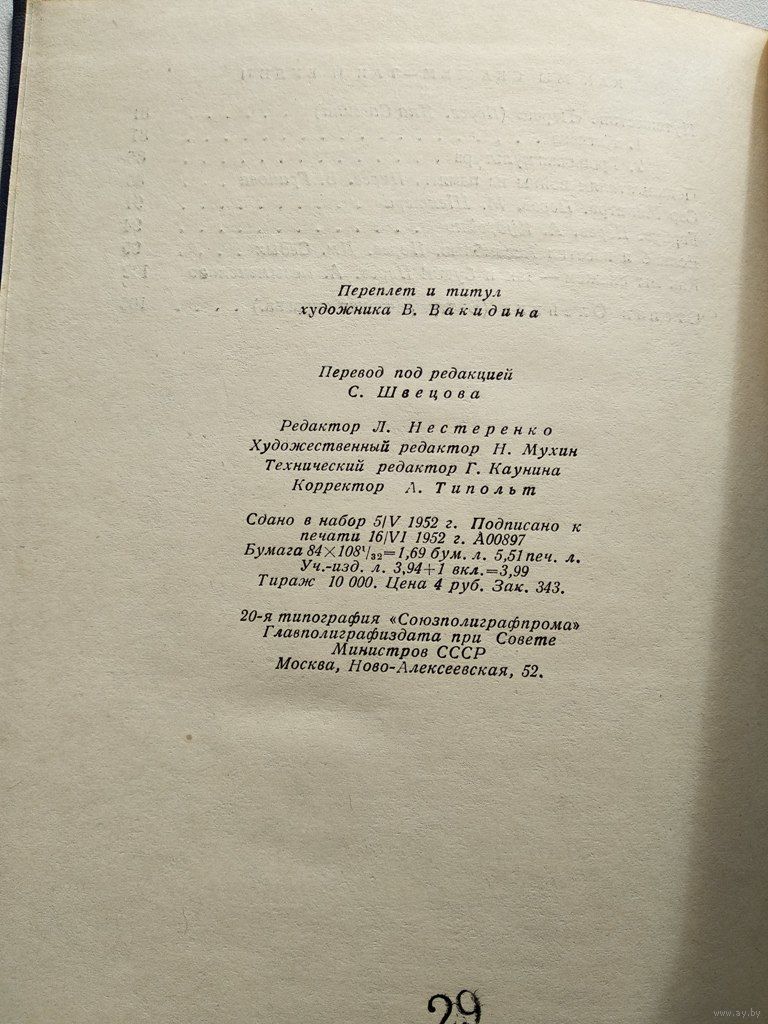 Переплет и титул
художника В. Вакидина
Перевод под редакцией
С. Швецова
Редактор Л. Нестеренко
Художественный редактор Н. Мухин
Технический редактор Г. Каунина
Корректор А. Типольт
Сдано в набор 5/V 1952 г. Подписано к
печати 16/VI 1952 г. А00897
Бумага 84×108¹/₃₂=1,69 бум. л. 5,51 печ. л.
Уч.-изд. л. 3,94+1 вкл.=3,99
Тираж 10 000. Цена 4 руб. Зак. 343.
20-я типография «Союзполиграфпрома»
Главполиграфиздата при Совете
Министров СССР
Москва, Ново-Алексеевская, 52.
29
www.ay.by